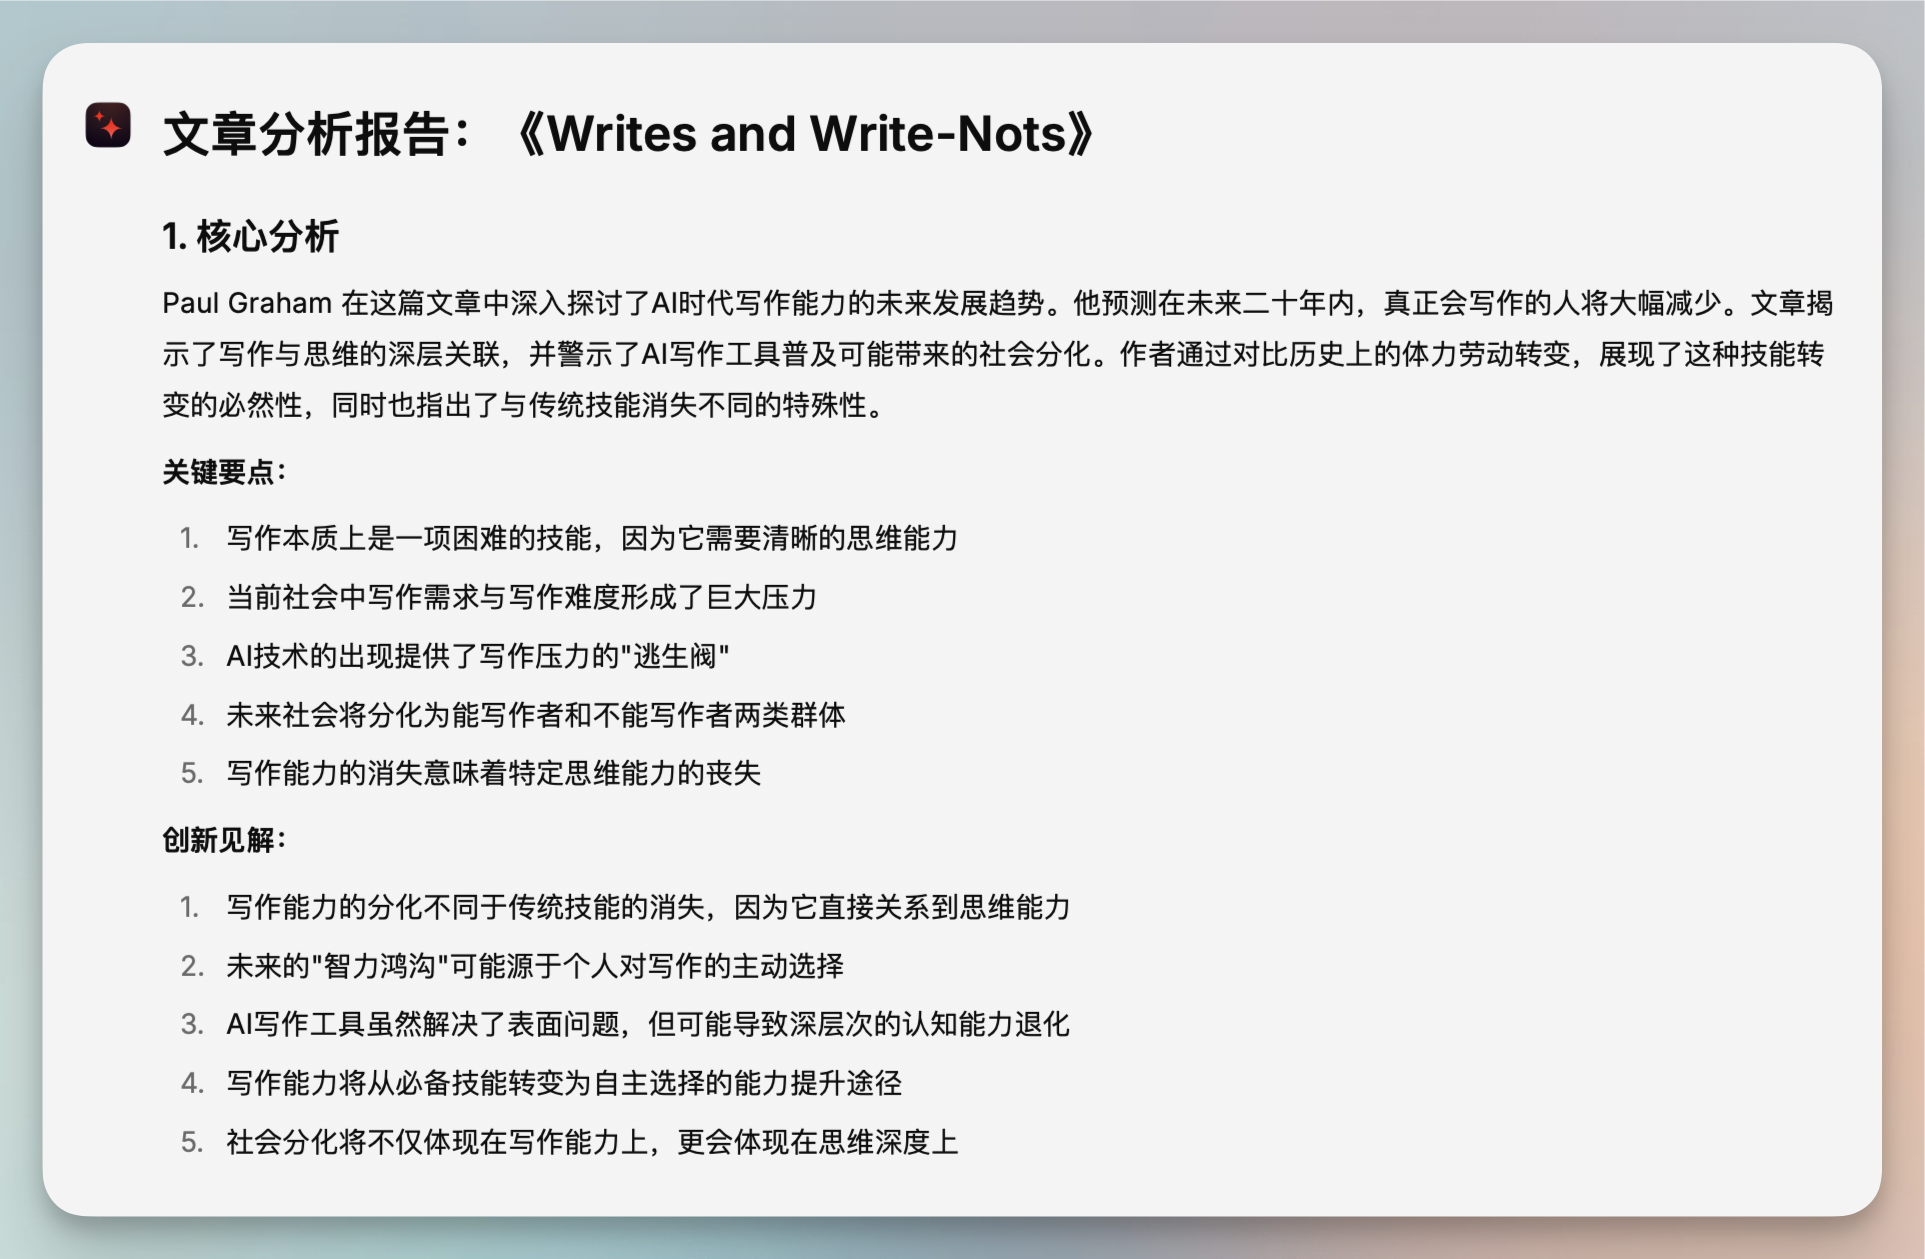 文章分析报告：《Writes and Write-Nots》
1. 核心分析
Paul Graham 在这篇文章中深入探讨了AI时代写作能力的未来发展趋势。他预测在未来二十年内，真正会写作的人将大幅减少。文章揭
示了写作与思维的深层关联，并警示了AI写作工具普及可能带来的社会分化。作者通过对比历史上的体力劳动转变，展现了这种技能转
变的必然性，同时也指出了与传统技能消失不同的特殊性。
关键要点：
1. 写作本质上是一项困难的技能，因为它需要清晰的思维能力
2. 当前社会中写作需求与写作难度形成了巨大压力
3. AI技术的出现提供了写作压力的"逃生阀"
4. 未来社会将分化为能写作者和不能写作者两类群体
5. 写作能力的消失意味着特定思维能力的丧失
创新见解：
1. 写作能力的分化不同于传统技能的消失，因为它直接关系到思维能力
2. 未来的"智力鸿沟"可能源于个人对写作的主动选择
3. AI写作工具虽然解决了表面问题，但可能导致深层次的认知能力退化
4. 写作能力将从必备技能转变为自主选择的能力提升途径
5. 社会分化将不仅体现在写作能力上，更会体现在思维深度上